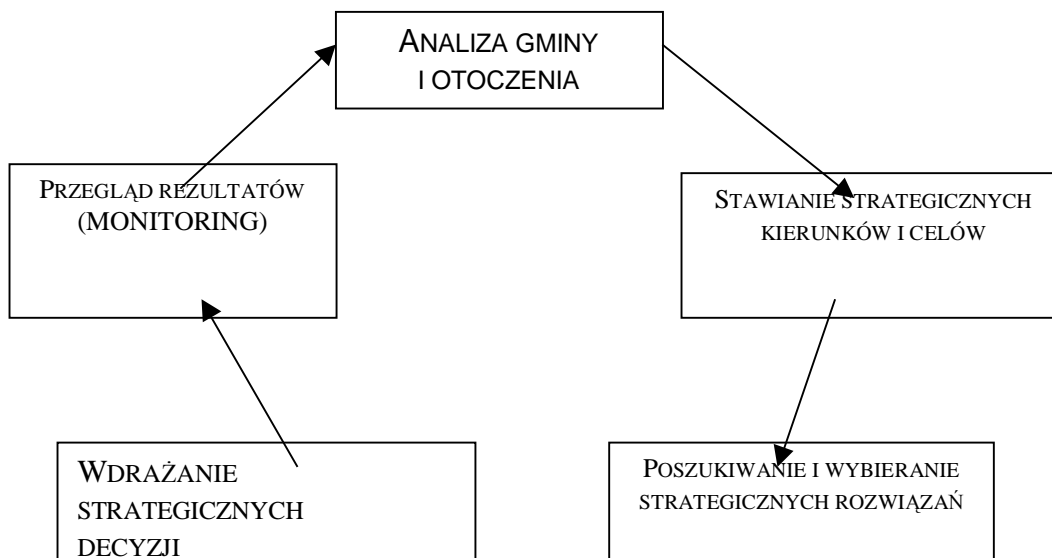 ANALIZA GMINY
I OTOCZENIA
PRZEGLĄD REZULTATÓW
(MONITORING)
STAWIANIE STRATEGICZNYCH
KIERUNKÓW I CELÓW
WDRAŻANIE
STRATEGICZNYCH
DECYZJI
POSZUKIWANIE I WYBIERANIE
STRATEGICZNYCH ROZWIĄZAŃ